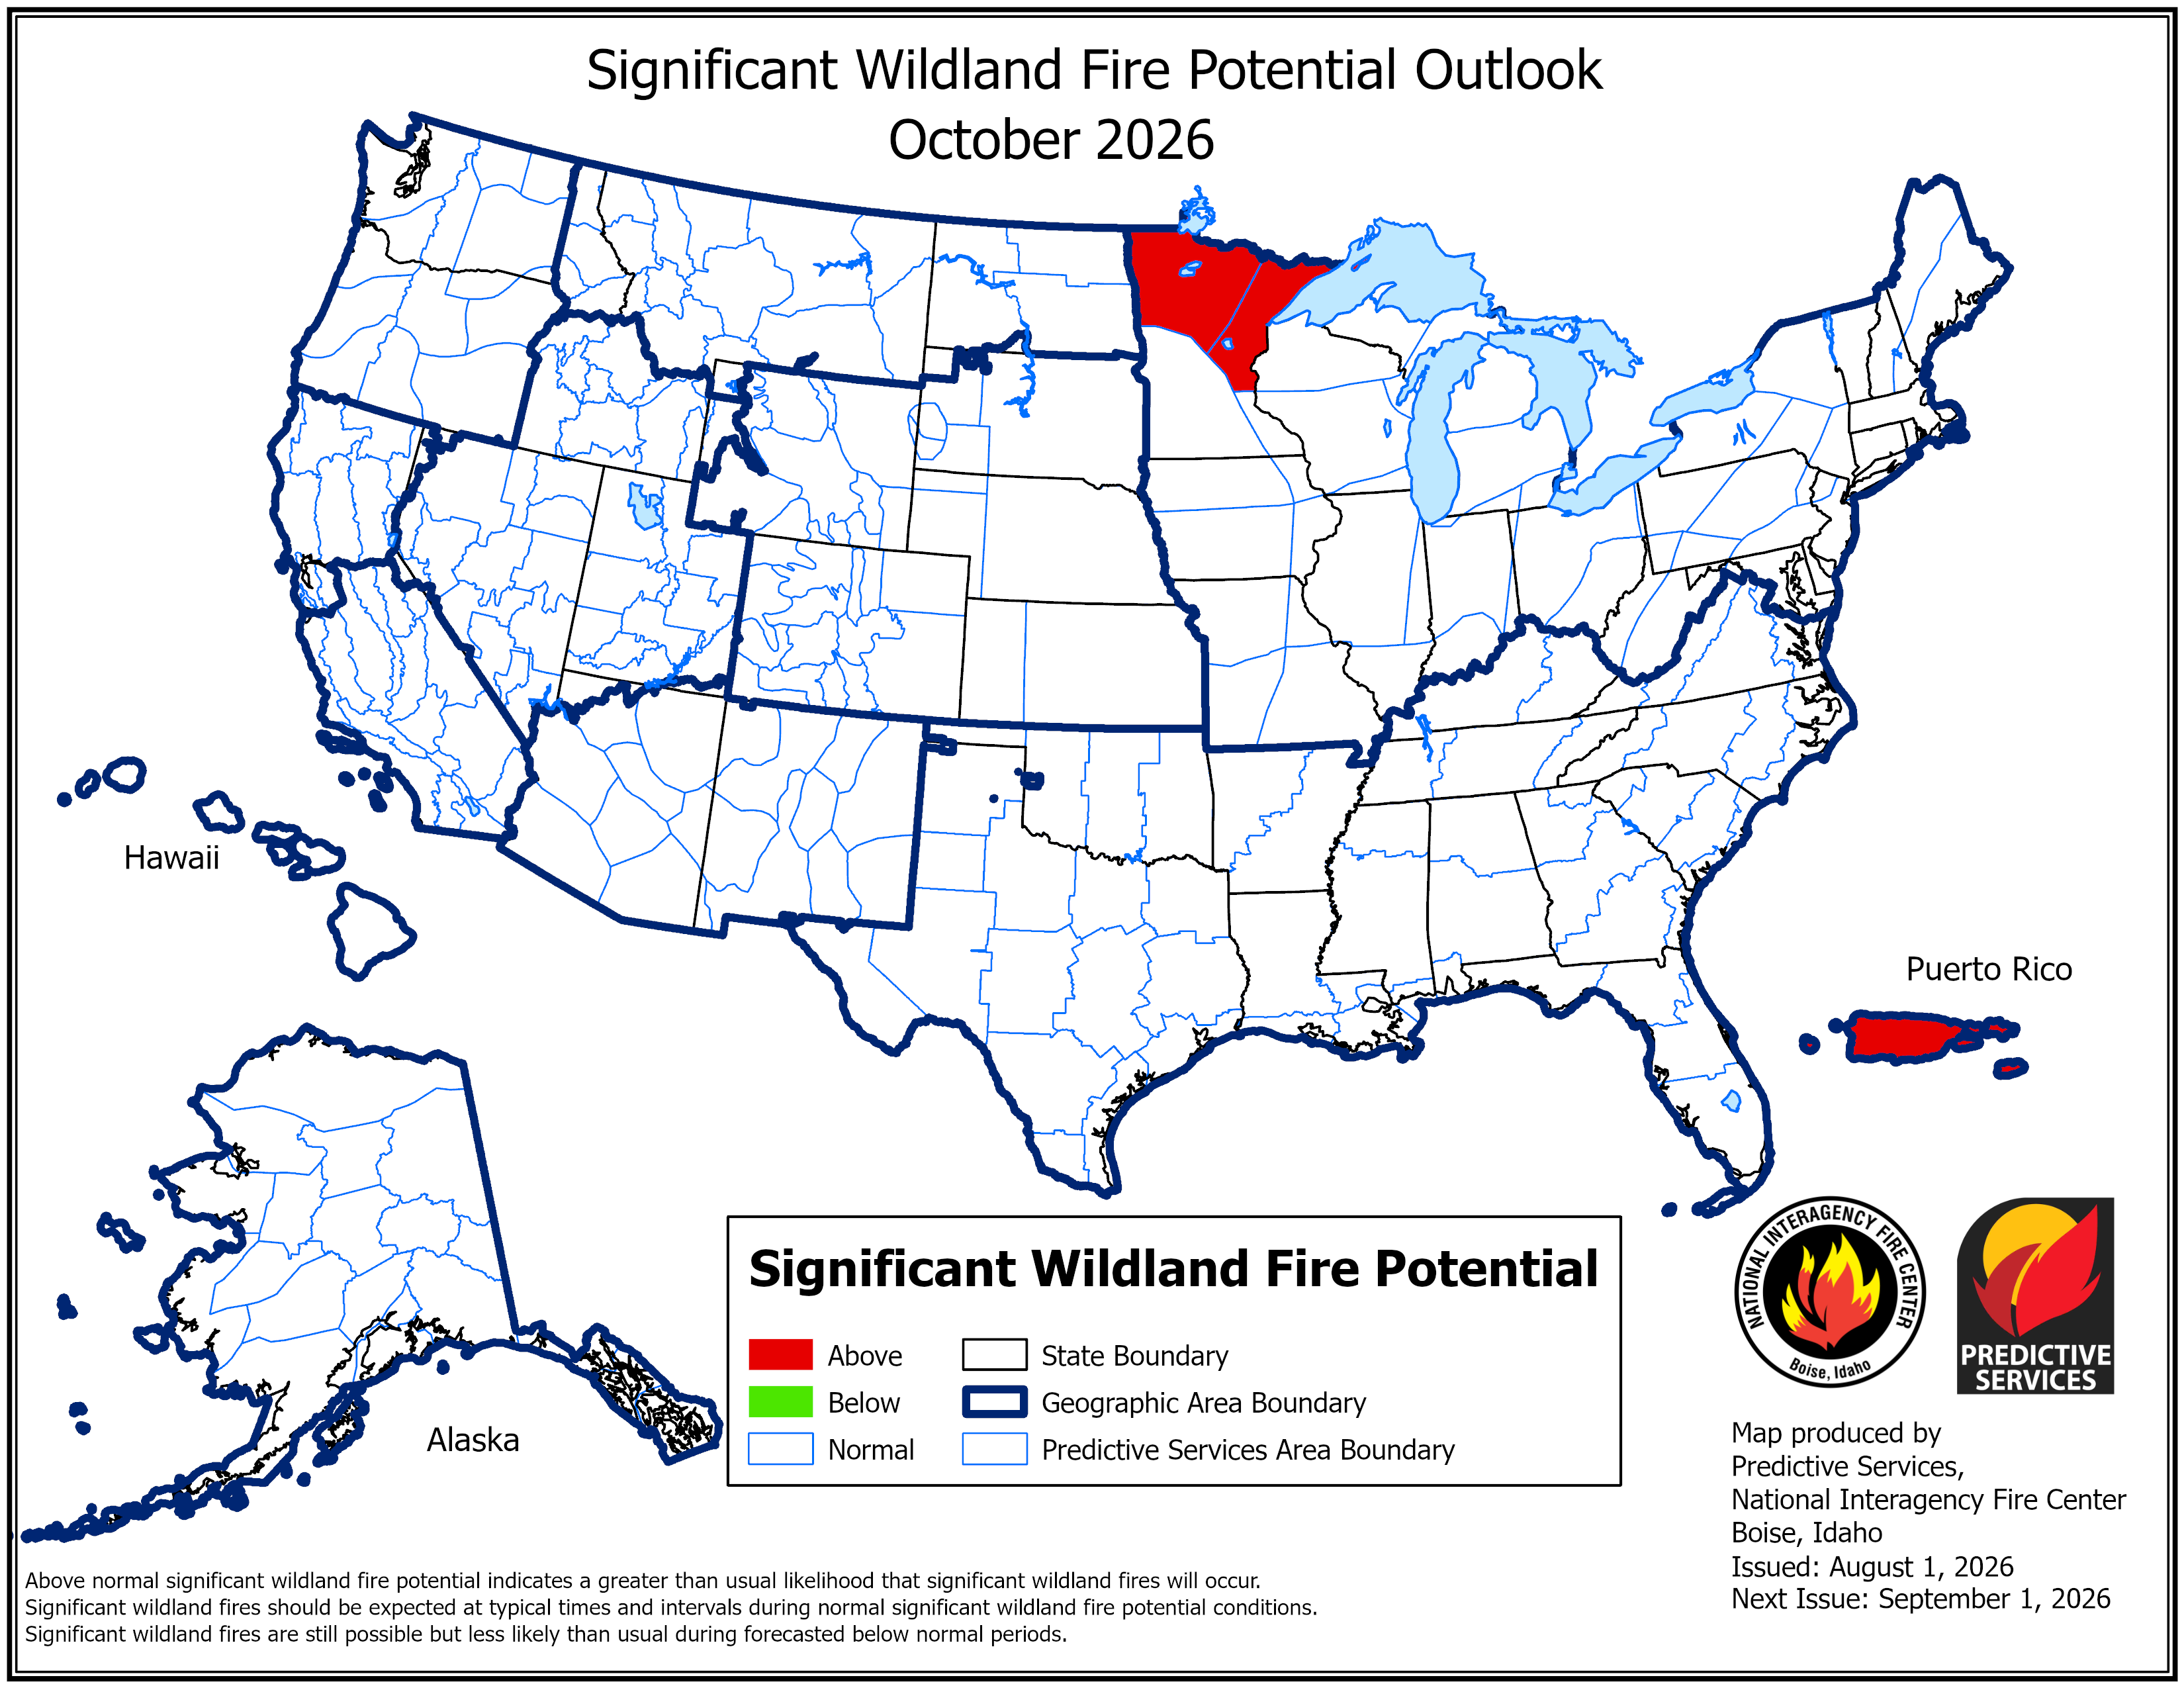 Significant Wildland Fire Potential Outlook
October 2026
Hawaii
Puerto Rico
Alaska
Significant Wildland Fire Potential
Above
State Boundary
Below
Geographic Area Boundary
Normal
Predictive Services Area Boundary
NATIONAL INTERAGENCY FIRE CENTER
Boise, Idaho
PREDICTIVE
SERVICES
Map produced by
Predictive Services,
National Interagency Fire Center
Boise, Idaho
Issued: August 1, 2026
Next Issue: September 1, 2026
Above normal significant wildland fire potential indicates a greater than usual likelihood that significant wildland fires will occur.
Significant wildland fires should be expected at typical times and intervals during normal significant wildland fire potential conditions.
Significant wildland fires are still possible but less likely than usual during forecasted below normal periods.